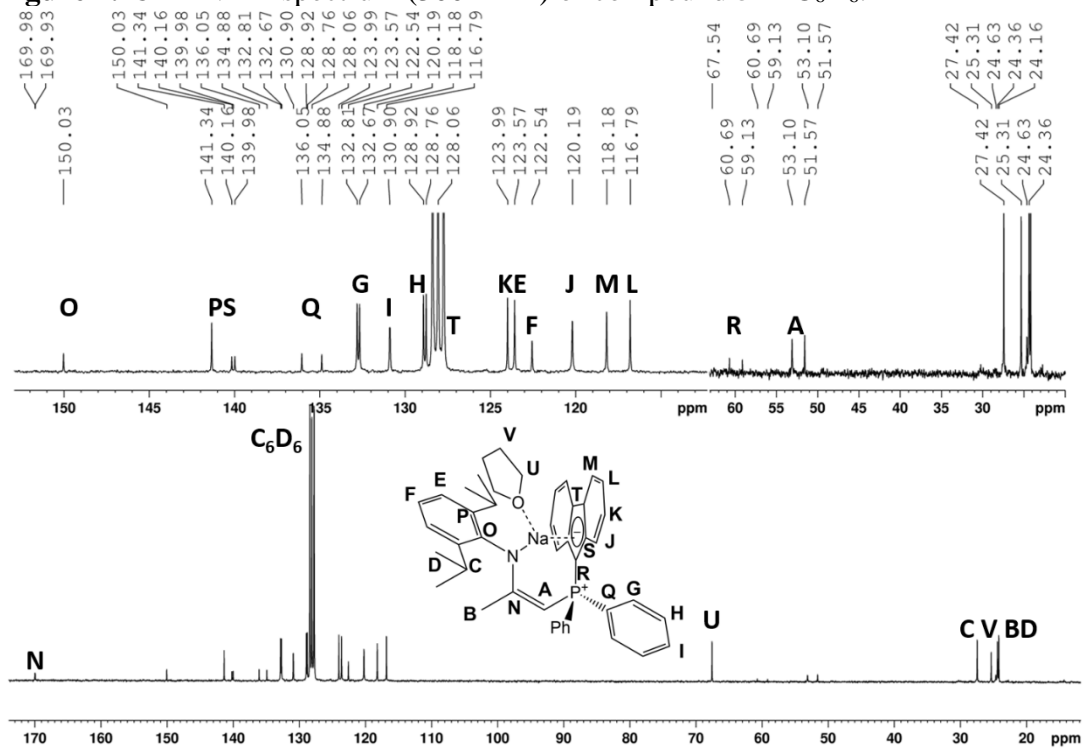 spectrum of compound
169.98 169.93 150.03 141.34 140.16 139.98 136.05 134.88 132.81 132.67 130.90 128.92 128.76 128.06 123.99 123.57 122.54 120.19 118.18 116.79 67.54 60.69 59.13 53.10 51.57 27.42 25.31 24.63 24.36 24.16
150.03 141.34 140.16 139.98 136.05 134.88 132.81 132.67 130.90 128.92 128.76 128.06 123.99 123.57 122.54 120.19 118.18 116.79 60.69 59.13 53.10 51.57 27.42 25.31 24.63 24.36
O PS Q G I H T KE F J M L R A
150 145 140 135 130 125 120 ppm 60 55 50 45 40 35 30 ppm
C6D6
V
U
M
L
E
F
T
K
P
O
O
Na
−
J
S
N
D
C
R
A
G
P+
Q
H
B
N
Ph
I
N U C V BD
170 160 150 140 130 120 110 100 90 80 70 60 50 40 30 20 ppm